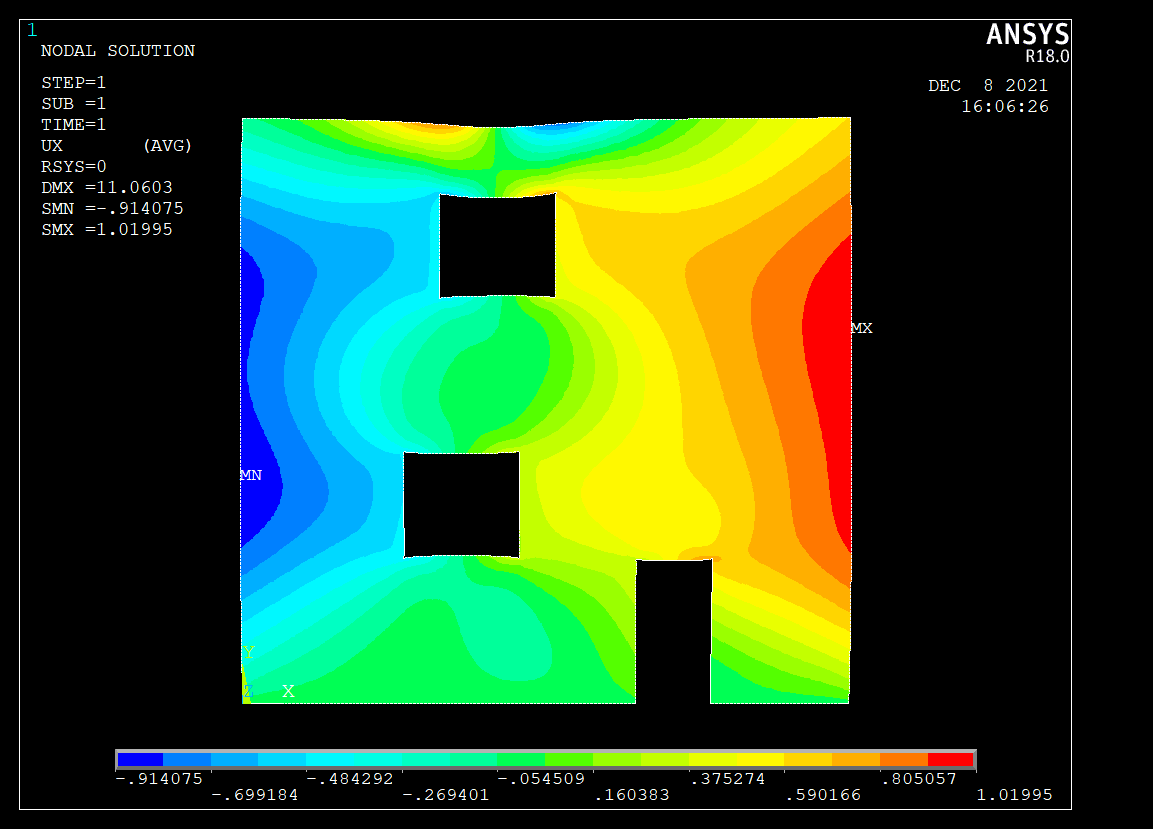 1
ANSYS
R18.0
NODAL SOLUTION
STEP=1
SUB =1
TIME=1
UX (AVG)
RSYS=0
DMX =11.0603
SMN =-.914075
SMX =1.01995
DEC 8 2021
16:06:26
MX
MN
Y
Z X
-.914075 -.484292 -.054509 .375274 .805057
-.699184 -.269401 .160383 .590166 1.01995